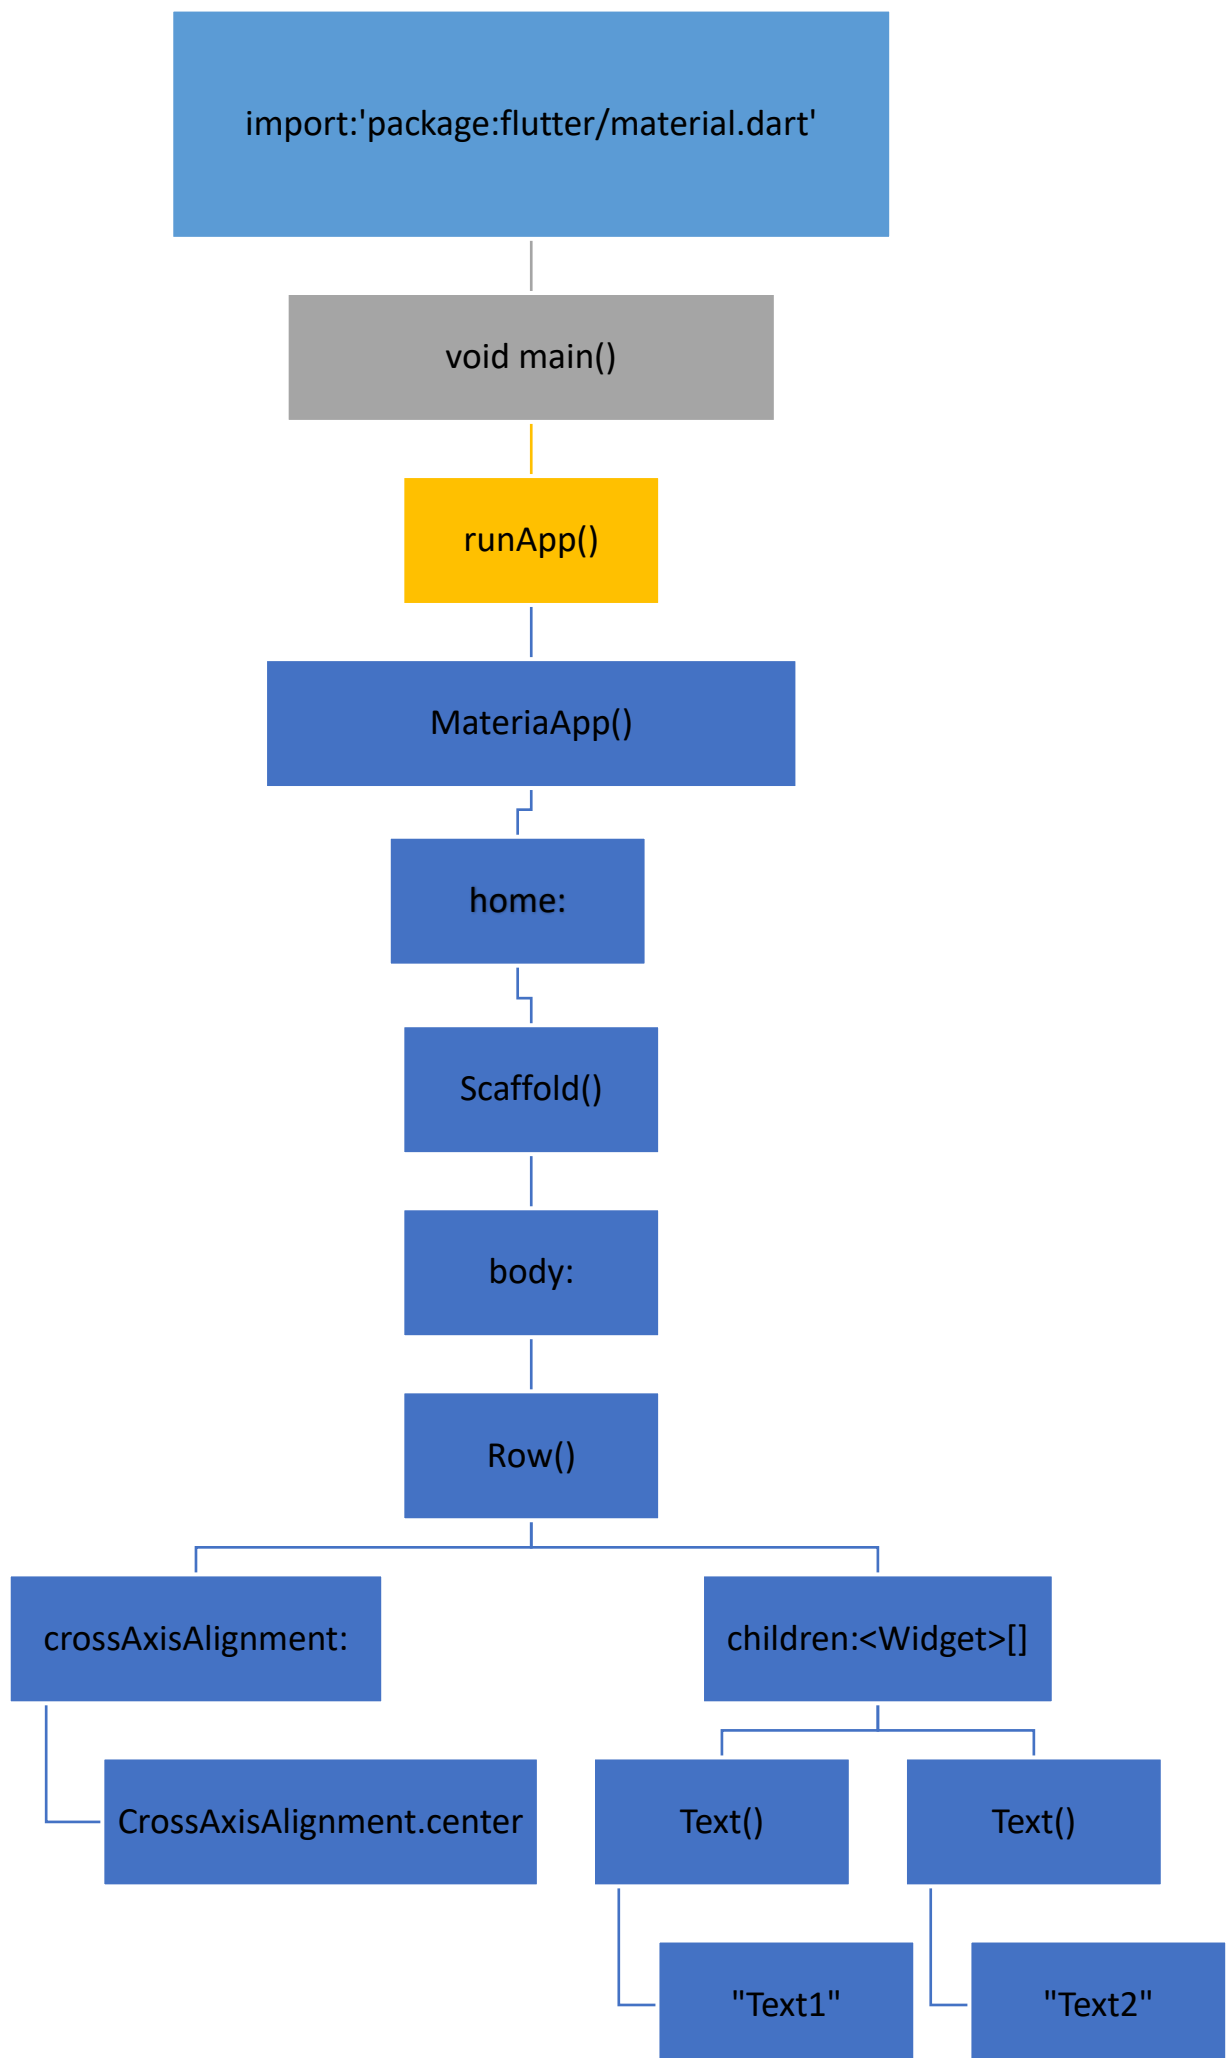 import:'package:flutter/material.dart'
void main()
runApp()
MateriaApp()
home:
Scaffold()
body:
Row()
crossAxisAlignment:
children:<Widget>[]
CrossAxisAlignment.center
Text()
Text()
"Text1"
"Text2"